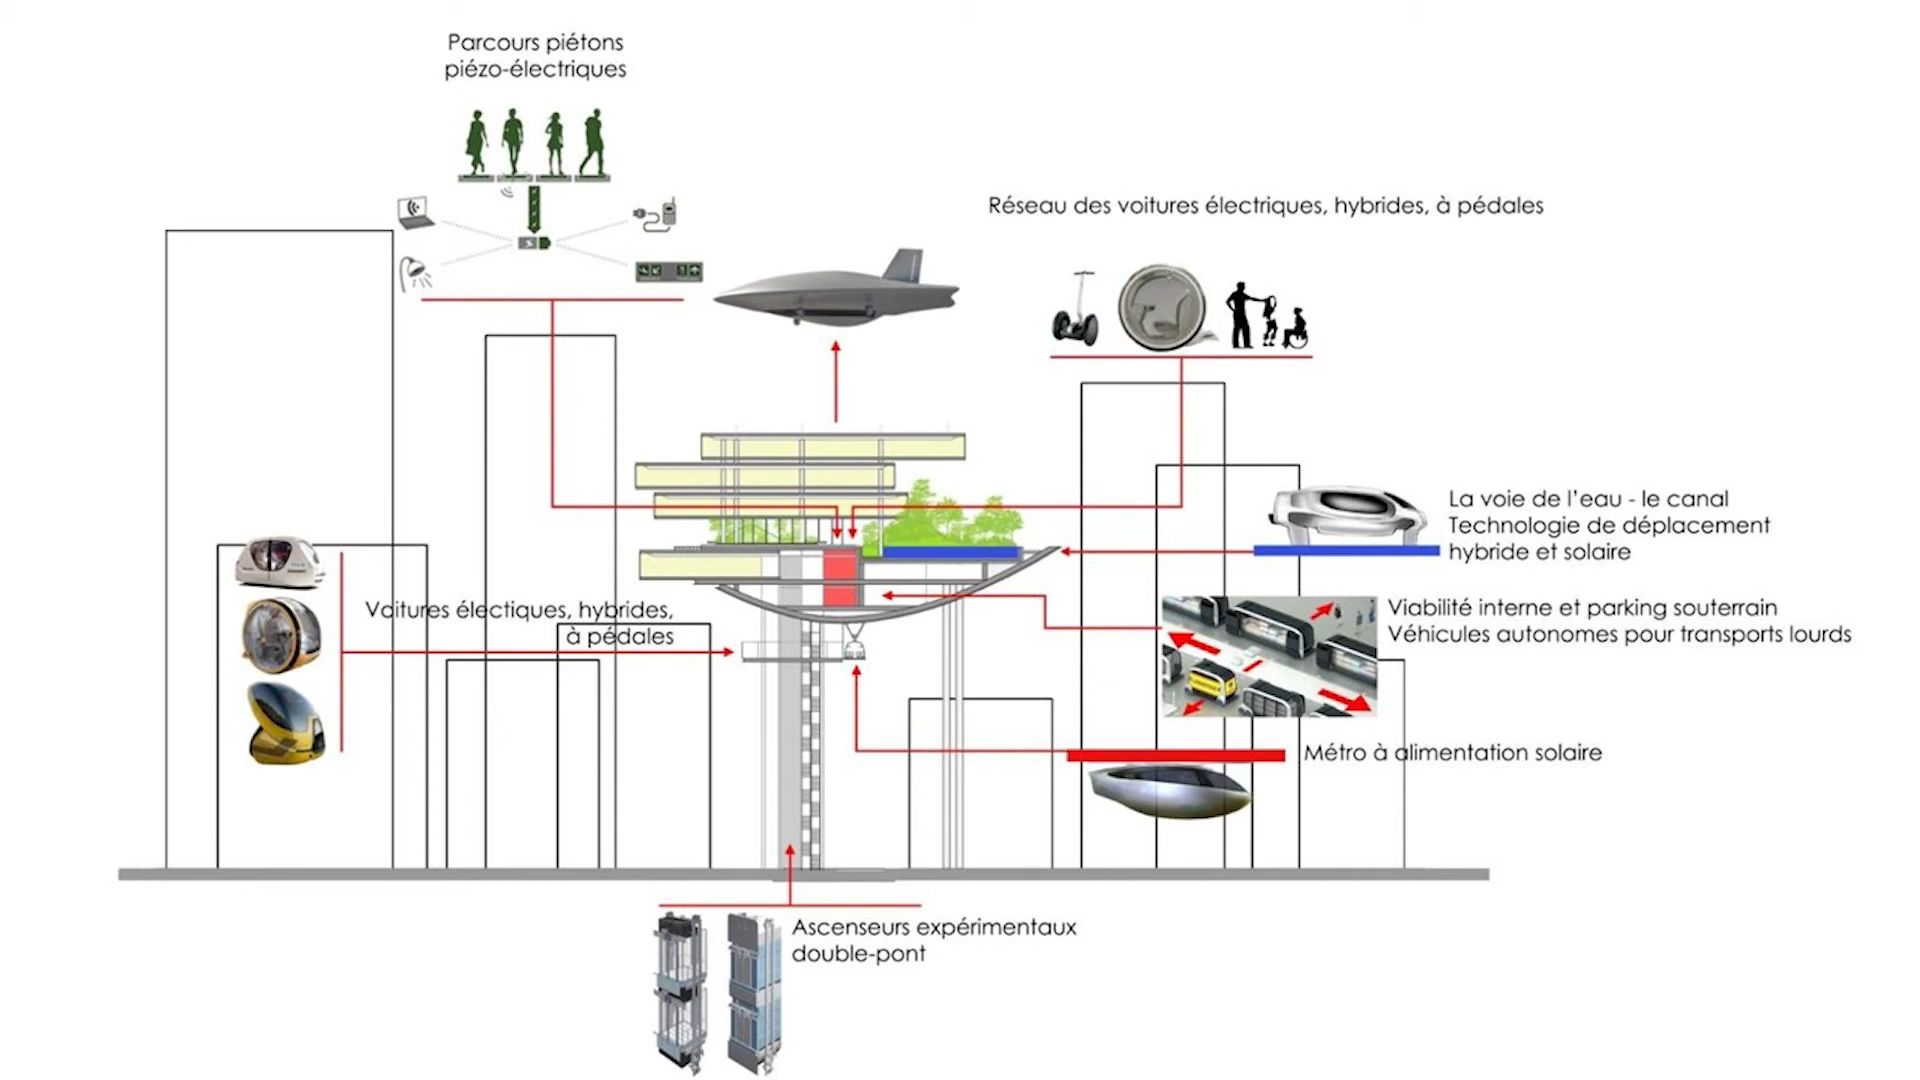 Parcours piétons
piézo-électriques
Réseau des voitures électriques, hybrides, à pédales
La voie de l'eau - le canal
Technologie de déplacement
hybride et solaire
Voitures électiques, hybrides,
à pédales
Viabilité interne et parking souterrain
Véhicules autonomes pour transports lourds
Métro à alimentation solaire
Ascenseurs expérimentaux
double-pont